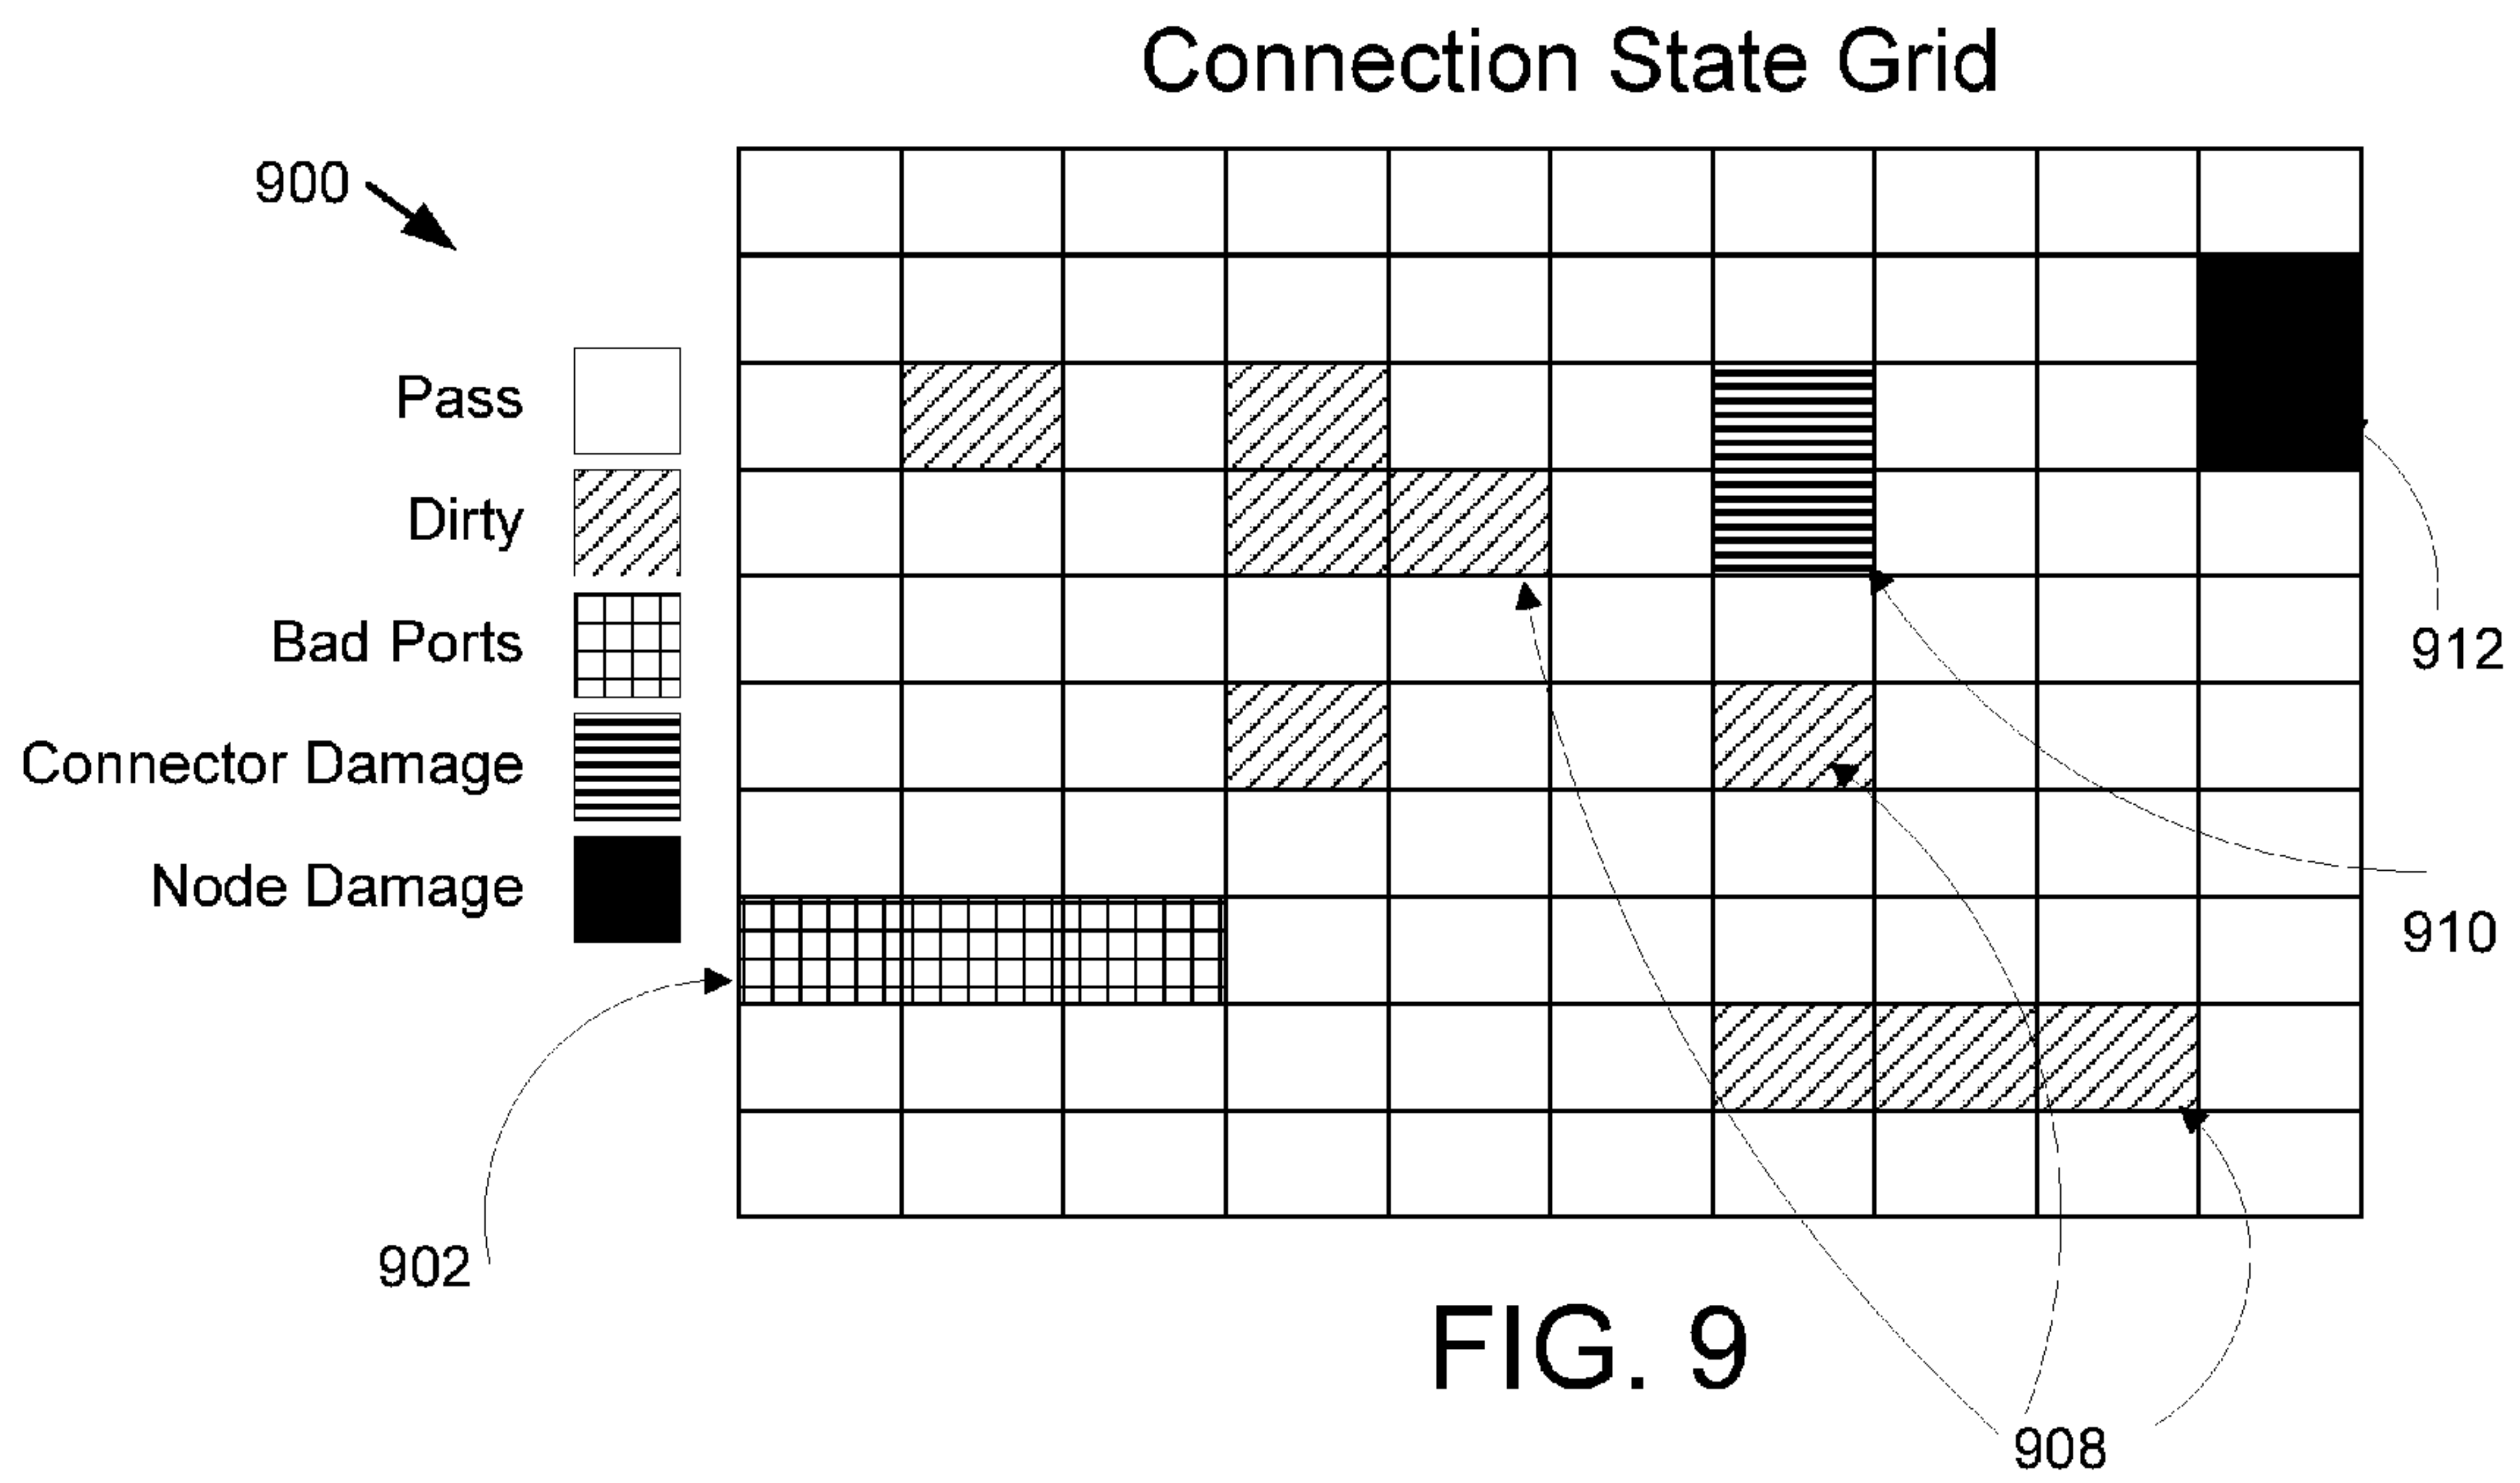 Connection State Grid
900
Pass
Dirty
Bad Ports
Connector Damage
Node Damage
912
910
902
FIG. 9
908